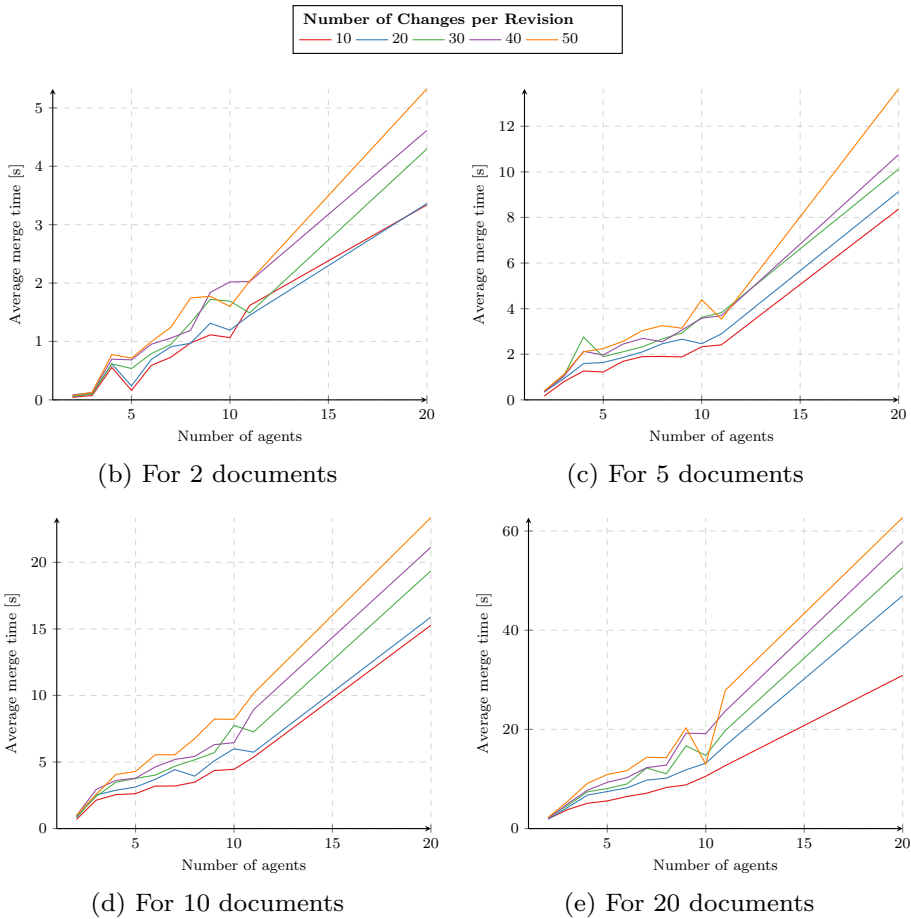 Number of Changes per Revision
10 20 30 40 50
0
1
2
3
4
5
Average merge time [s]
5 10 15 20
Number of agents
(b) For 2 documents
0
2
4
6
8
10
12
Average merge time [s]
5 10 15 20
Number of agents
(c) For 5 documents
0
5
10
15
20
Average merge time [s]
5 10 15 20
Number of agents
(d) For 10 documents
0
20
40
60
Average merge time [s]
5 10 15 20
Number of agents
(e) For 20 documents